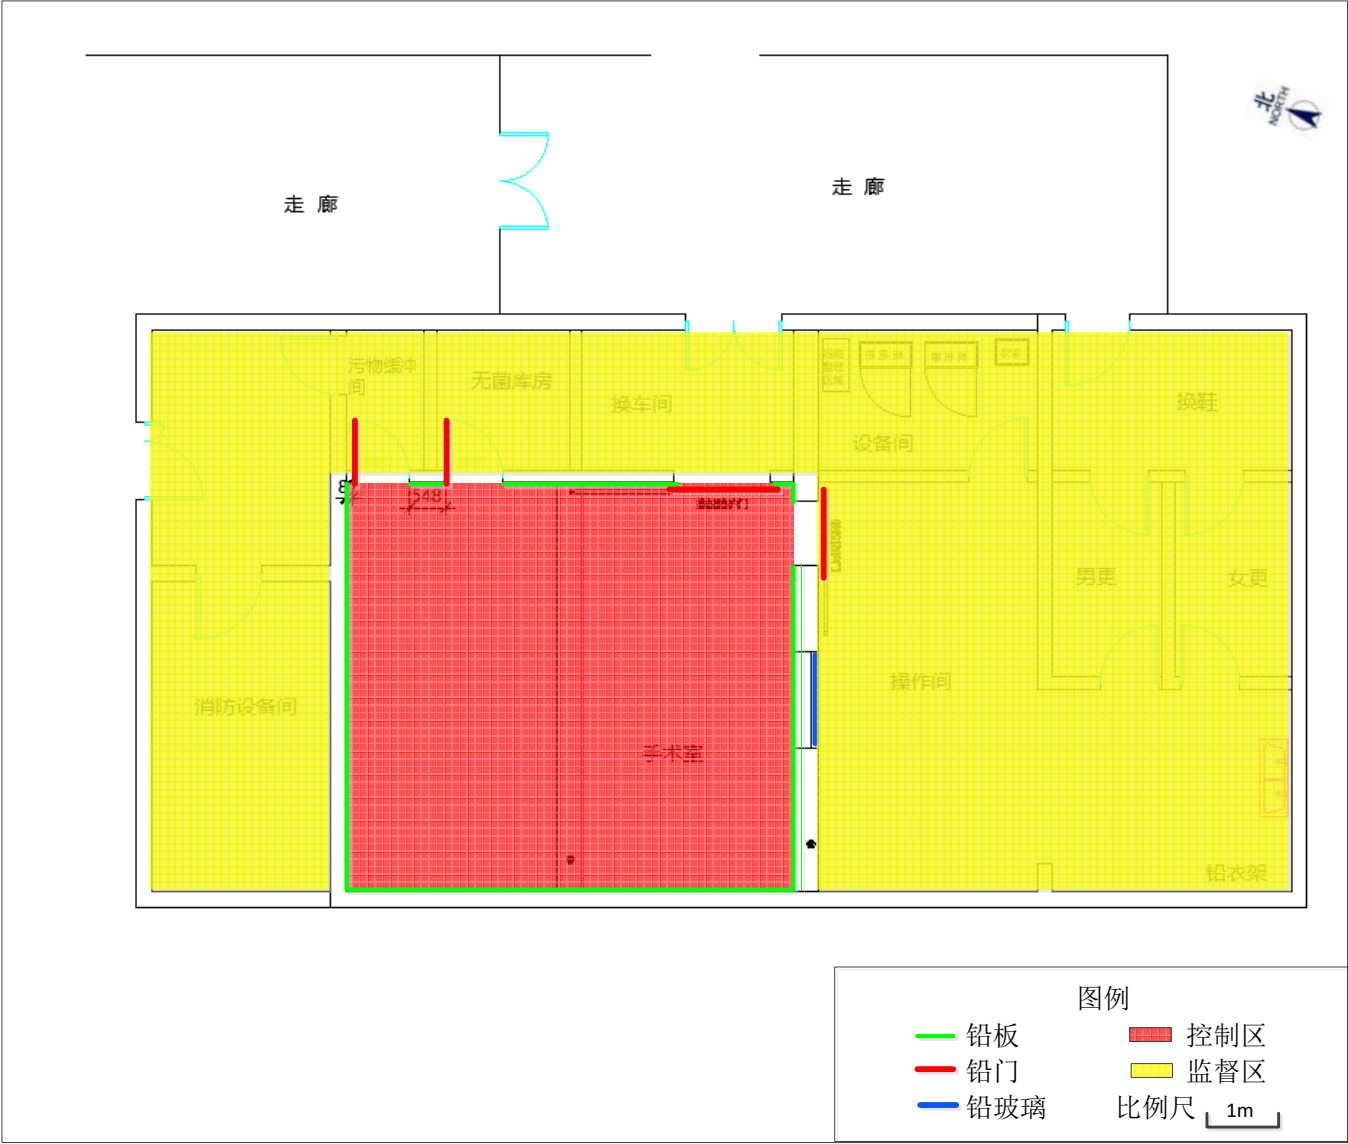 北
NORTH
走 廊
走 廊
污物缓冲
间
无菌库房
换车间
设备间
换鞋
548
男更
女更
操作间
消防设备间
手术室
铅衣架
图例
铅板
控制区
铅门
监督区
铅玻璃
比例尺
1m